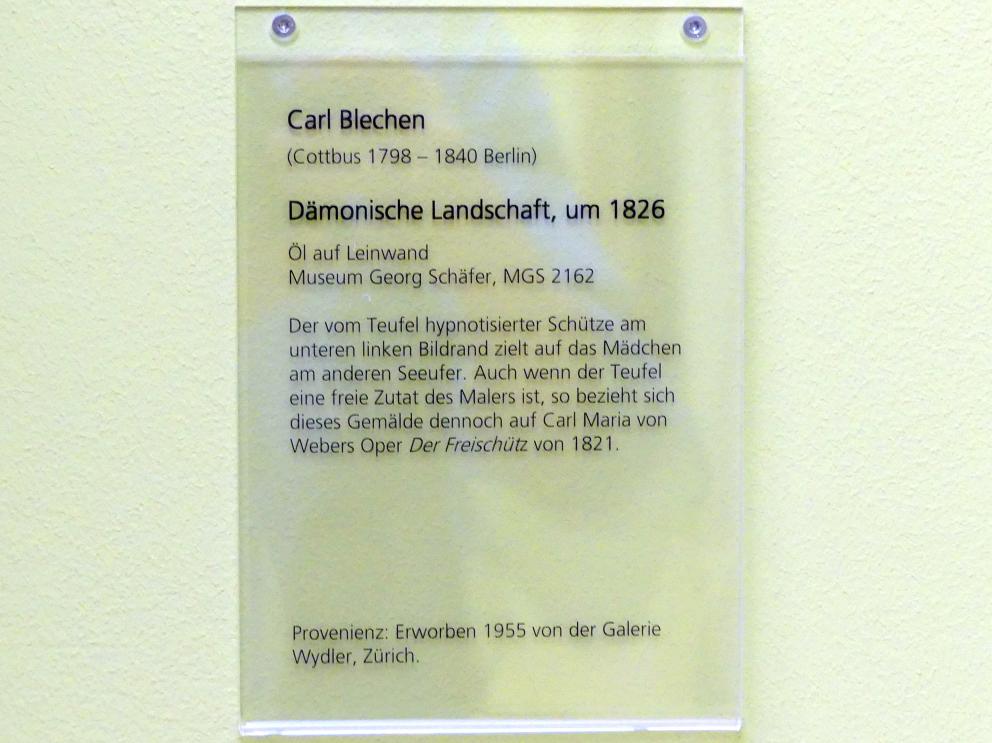 Carl Blechen
(Cottbus 1798 – 1840 Berlin)
Dämonische Landschaft, um 1826
Öl auf Leinwand
Museum Georg Schäfer, MGS 2162
Der vom Teufel hypnotisierter Schütze am
unteren linken Bildrand zielt auf das Mädchen
am anderen Seeufer. Auch wenn der Teufel
eine freie Zutat des Malers ist, so bezieht sich
dieses Gemälde dennoch auf Carl Maria von
Webers Oper Der Freischütz von 1821.
Provenienz: Erworben 1955 von der Galerie
Wydler, Zürich.